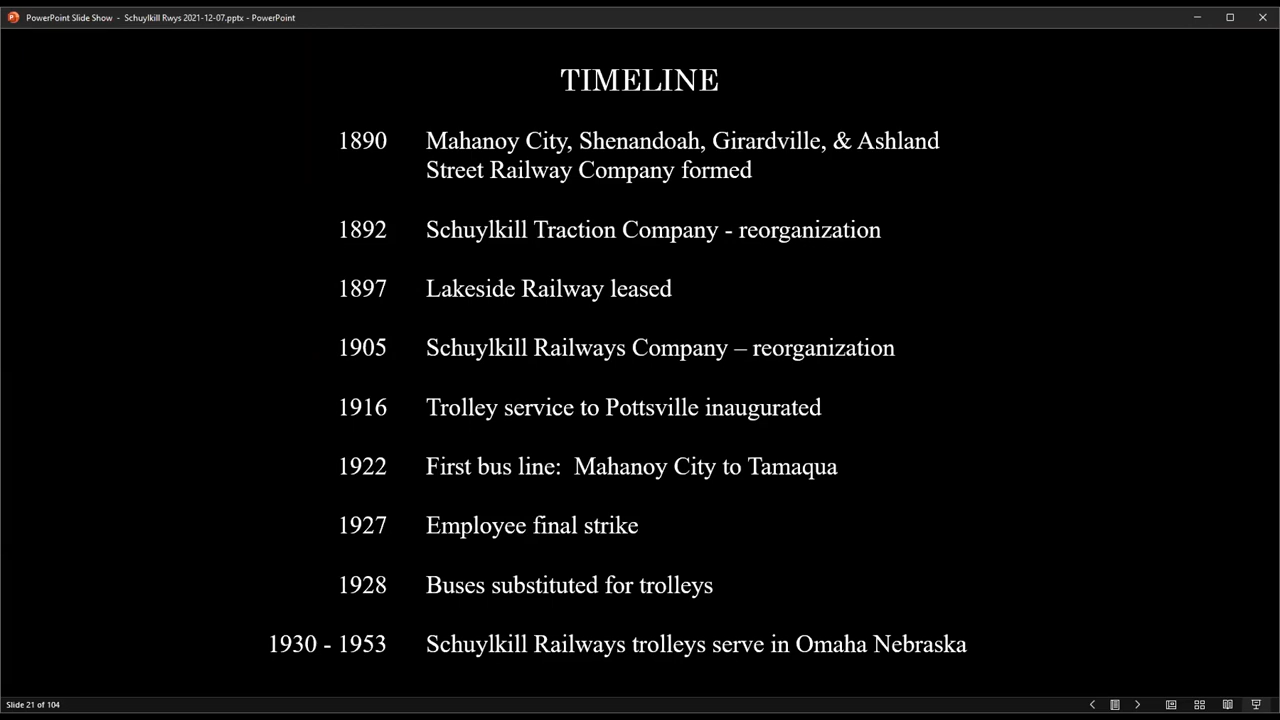 PowerPoint Slide Show - Schuylkill Rwys 2021-12-07.pptx - PowerPoint
TIMELINE
1890 Mahanoy City, Shenandoah, Girardville, & Ashland
Street Railway Company formed
1892 Schuylkill Traction Company - reorganization
1897 Lakeside Railway leased
1905 Schuylkill Railways Company – reorganization
1916 Trolley service to Pottsville inaugurated
1922 First bus line:  Mahanoy City to Tamaqua
1927 Employee final strike
1928 Buses substituted for trolleys
1930 - 1953 Schuylkill Railways trolleys serve in Omaha Nebraska
Slide 21 of 104